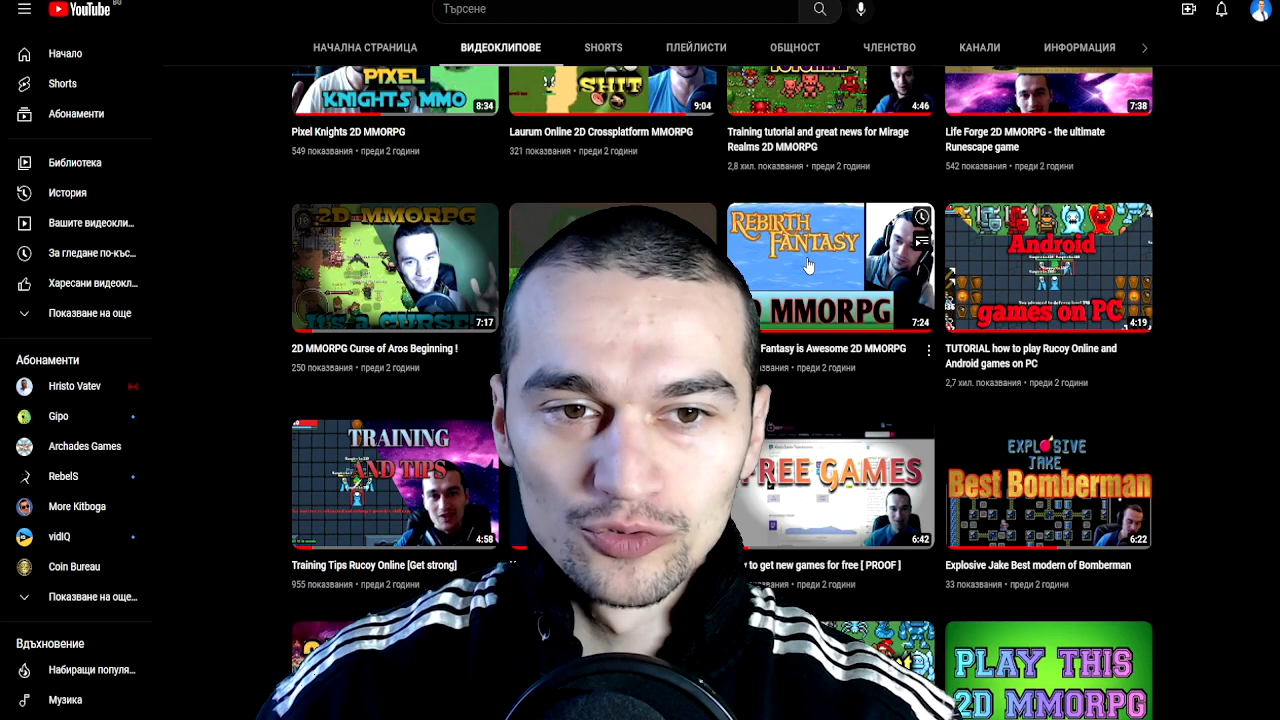 YouTube BG
Търсене
НАЧАЛНА СТРАНИЦА
ВИДЕОКЛИПОВЕ
SHORTS
ПЛЕЙЛИСТИ
ОБЩНОСТ
ЧЛЕНСТВО
КАНАЛИ
ИНФОРМАЦИЯ
Начало
Shorts
Абонаменти
Библиотека
История
Вашите видеокли...
За гледане по-къс...
Харесани видеокл...
Показване на още
Абонаменти
Hristo Vatev
Gipo
Archades Games
RebelS
More Kitboga
vidIQ
Coin Bureau
Показване на още...
Вдъхновение
Набиращи популя...
Музика
PIXEL
KNIGHTS MMO
8:34
Pixel Knights 2D MMORPG
549 показвания • преди 2 години
SHIT
9:04
Laurum Online 2D Crossplatform MMORPG
321 показвания • преди 2 години
TUTORIAL
4:46
Training tutorial and great news for Mirage
Realms 2D MMORPG
2,8 хил. показвания • преди 2 години
7:38
Life Forge 2D MMORPG - the ultimate
Runescape game
542 показвания • преди 2 години
2D MMORPG
It's a CURSE!
7:17
2D MMORPG Curse of Aros Beginning !
250 показвания • преди 2 години
REBIRTH
FANTASY
MMORPG
7:24
Fantasy is Awesome 2D MMORPG
показвания • преди 2 години
Android
games on PC
4:19
TUTORIAL how to play Rucoy Online and
Android games on PC
2,7 хил. показвания • преди 2 години
TRAINING
AND TIPS
4:58
Training Tips Rucoy Online [Get strong]
955 показвания • преди 2 години
FREE GAMES
6:42
to get new games for free [ PROOF ]
показвания • преди 2 години
EXPLOSIVE
JAKE
Best Bomberman
6:22
Explosive Jake Best modern of Bomberman
33 показвания • преди 2 години
PLAY THIS
2D MMORPG